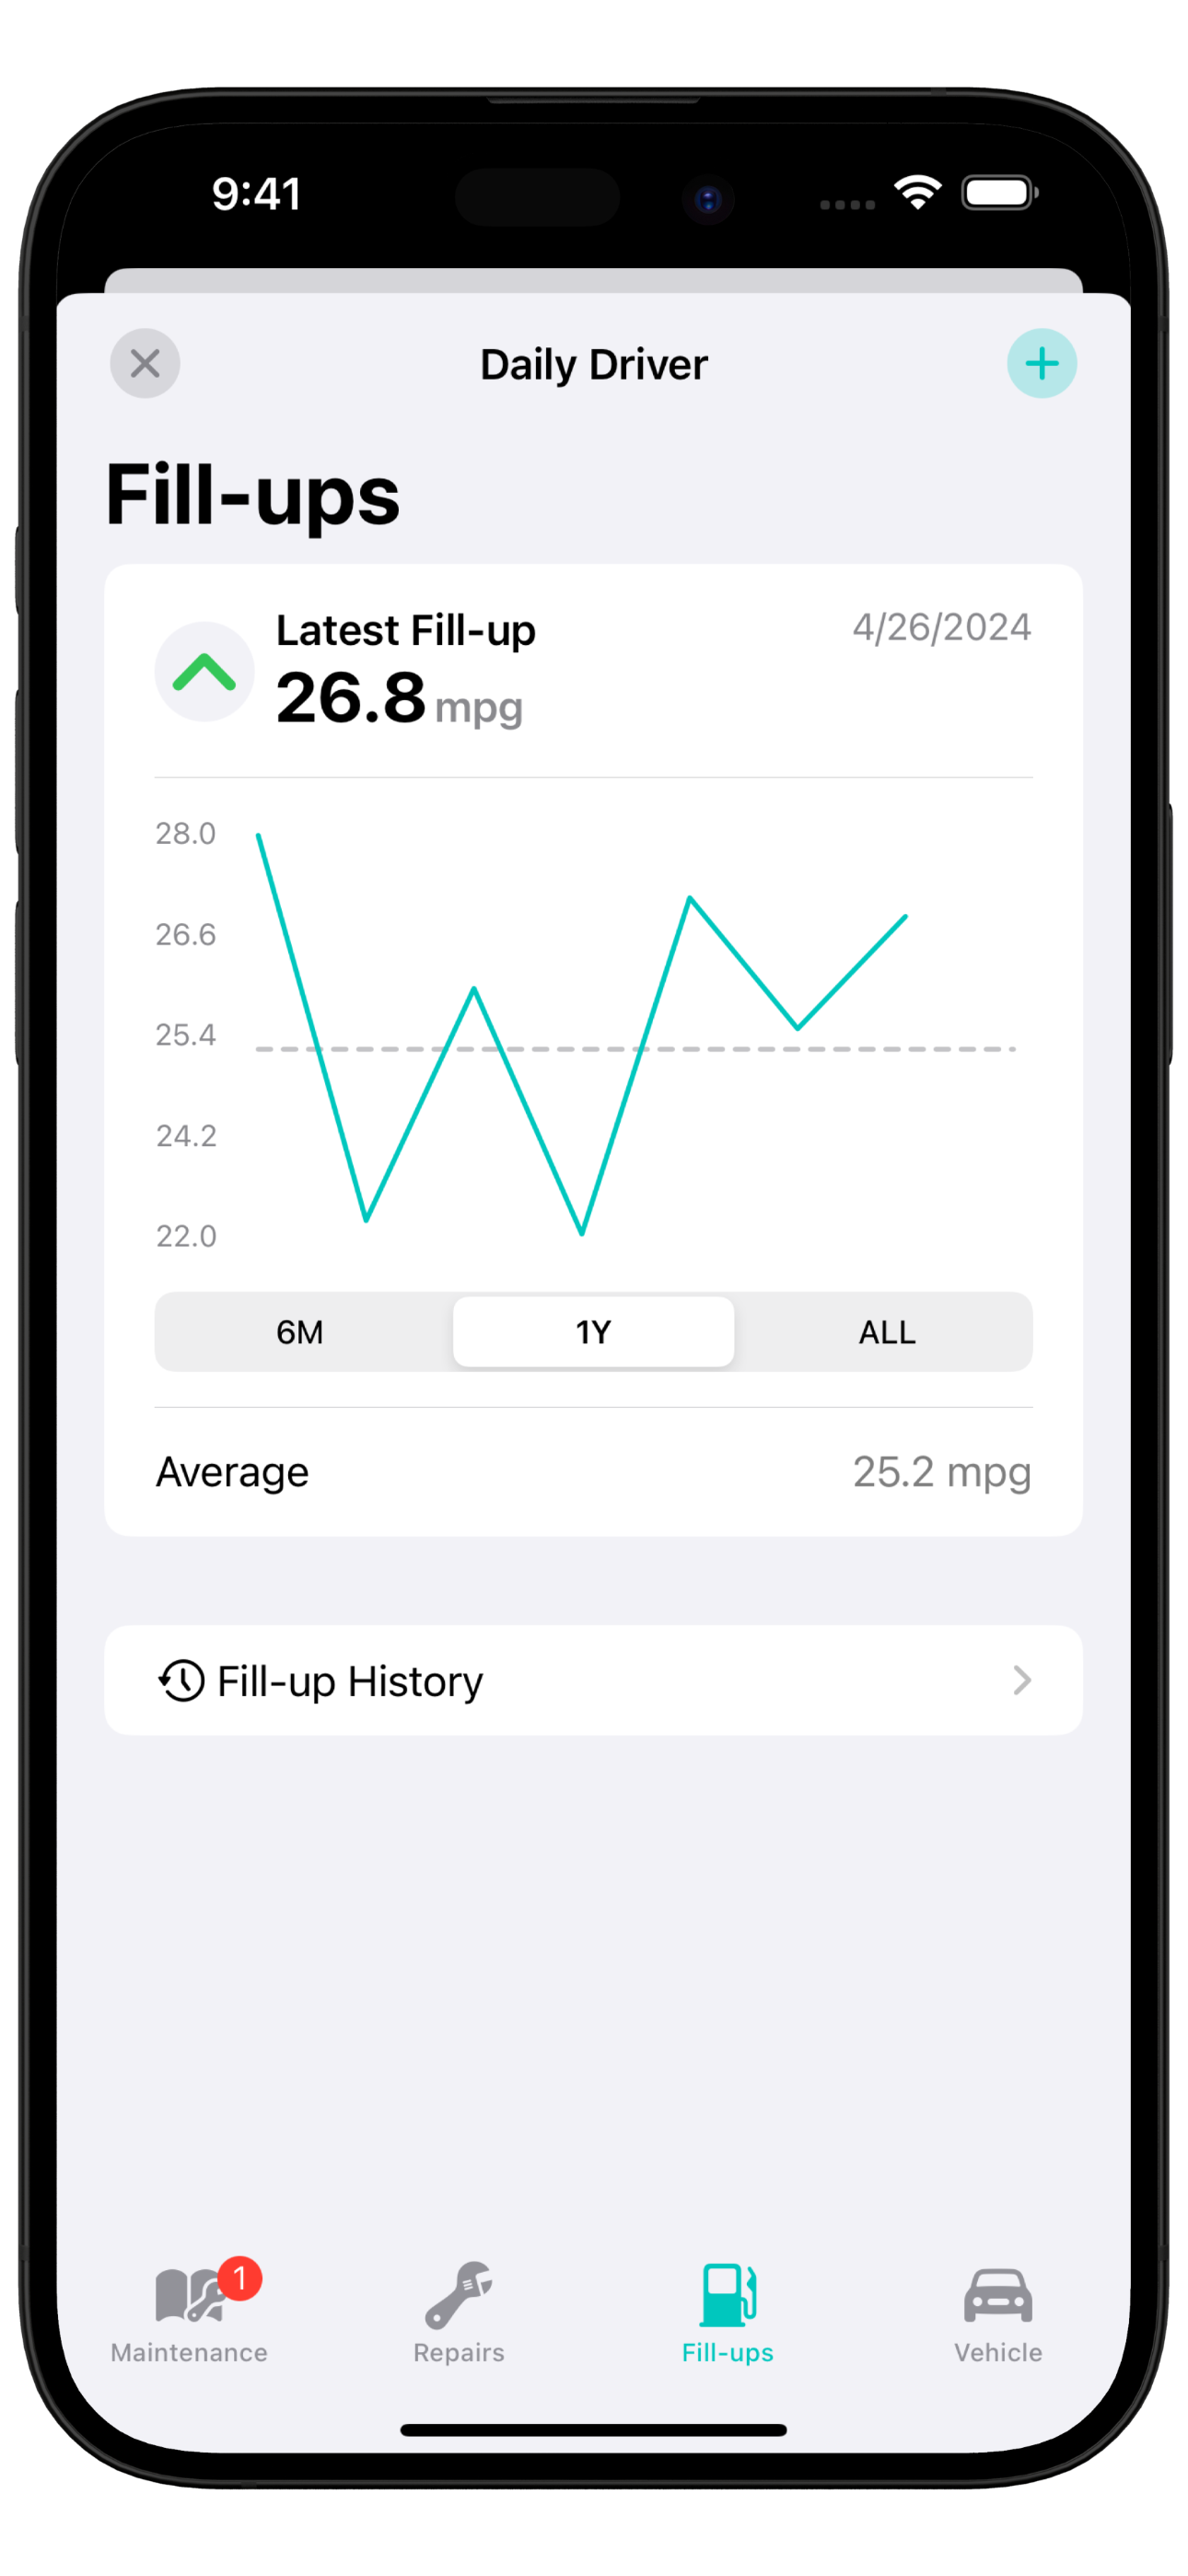 9:41
Daily Driver
Fill-ups
Latest Fill-up
4/26/2024
26.8 mpg
28.0
26.6
25.4
24.2
22.0
6M 1Y ALL
Average 25.2 mpg
Fill-up History
1
Maintenance Repairs Fill-ups Vehicle